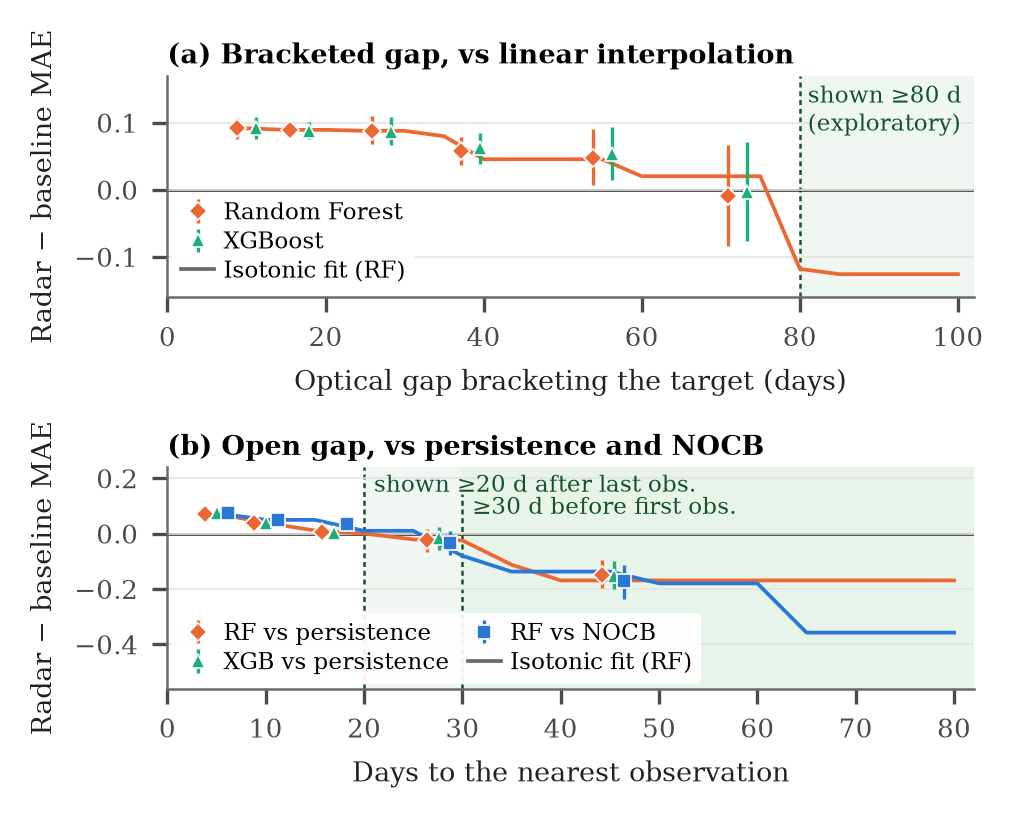 (a) Bracketed gap, vs linear interpolation
Radar − baseline MAE
0.1
0.0
−0.1
shown ≥80 d
(exploratory)
Random Forest
XGBoost
Isotonic fit (RF)
0 20 40 60 80 100
Optical gap bracketing the target (days)
(b) Open gap, vs persistence and NOCB
Radar − baseline MAE
0.2
0.0
−0.2
−0.4
shown ≥20 d after last obs.
≥30 d before first obs.
RF vs persistence RF vs NOCB
XGB vs persistence Isotonic fit (RF)
0 10 20 30 40 50 60 70 80
Days to the nearest observation